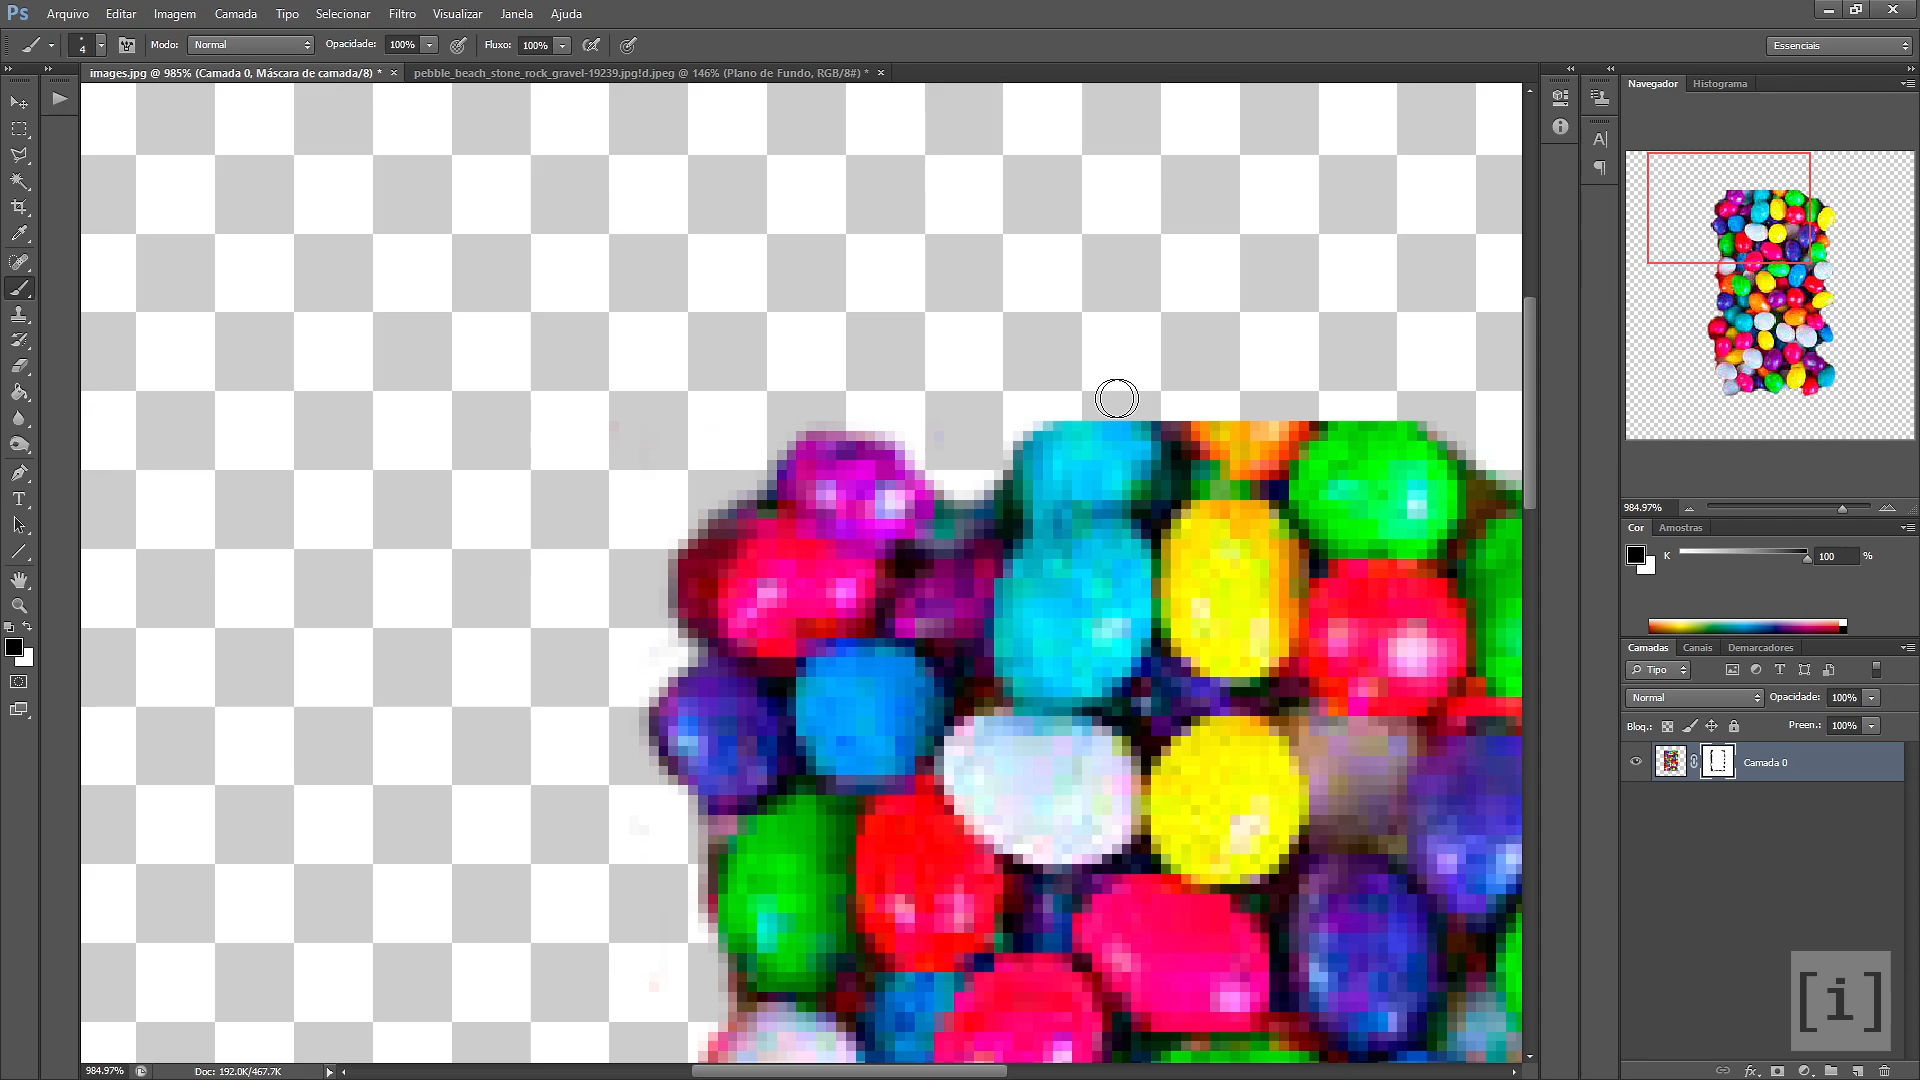 Ps Arquivo Editar Imagem Camada Tipo Selecionar Filtro Visualizar Janela Ajuda
4 Modo: Normal Opacidade: 100% Fluxo: 100% Essenciais
images.jpg @ 985% (Camada 0, Máscara de camada/8) * × pebble_beach_stone_rock_gravel-19239.jpg!d.jpeg @ 146% (Plano de Fundo, RGB/8#) * ×
Navegador Histograma
A|
984.97%
Cor Amostras
K 100 %
Camadas Canais Demarcadores
Tipo
T
Normal Opacidade: 100%
Bloq.: Preen.: 100%
Camada 0
[i]
984.97% Doc: 192.0K/467.7K
fx